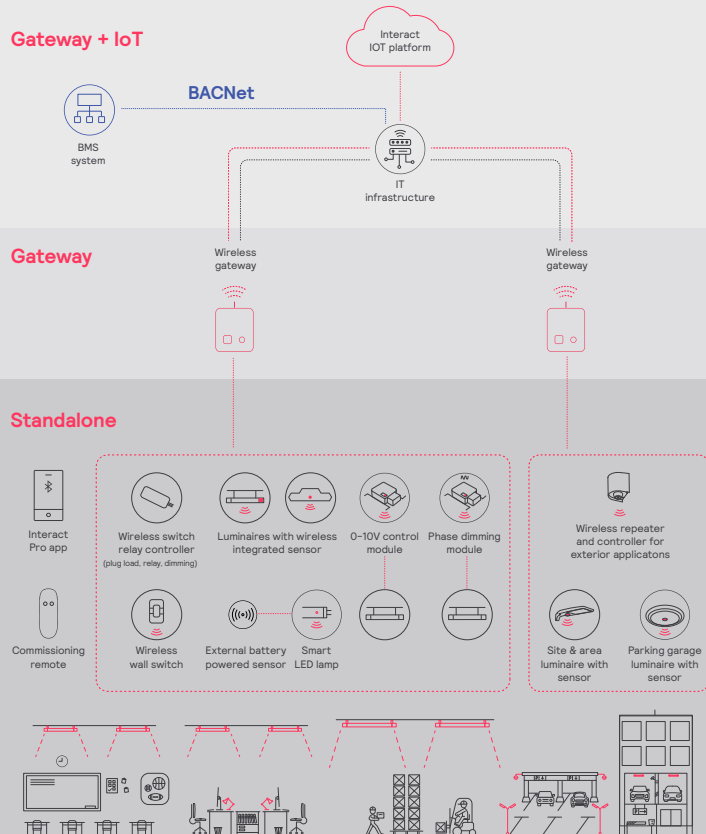 Gateway + IoT
Interact
IOT platform
BACNet
BMS
system
IT
infrastructure
Gateway
Wireless
gateway
Wireless
gateway
Standalone
Interact
Pro app
Wireless switch
relay controller
(plug load, relay, dimming)
Luminaires with wireless
integrated sensor
0-10V control
module
Phase dimming
module
Wireless repeater
and controller for
exterior applicatons
Commissioning
remote
Wireless
wall switch
External battery
powered sensor
Smart
LED lamp
Site & area
luminaire with
sensor
Parking garage
luminaire with
sensor